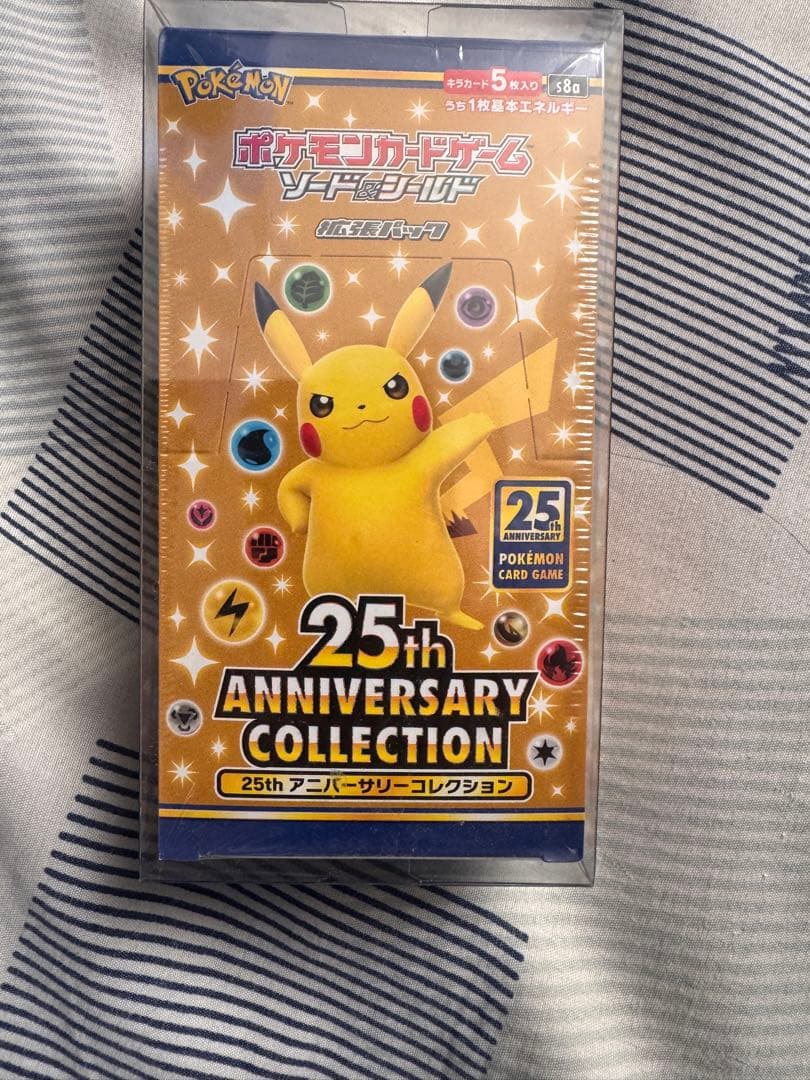 POKéMON
キラカード5枚入り
s8a
うち1枚基本エネルギー
ポケモンカードゲーム
ソード&シールド
拡張パック
25th
ANNIVERSARY
POKÉMON
CARD GAME
25th
ANNIVERSARY
COLLECTION
25th アニバーサリーコレクション